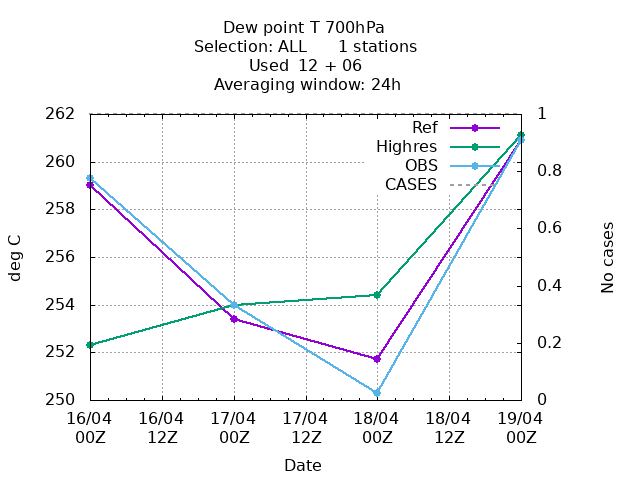 Dew point T 700hPa
Selection: ALL      1 stations
Used  12 + 06
Averaging window: 24h
262
260
258
256
254
252
250
deg C
1
0.8
0.6
0.4
0.2
0
No cases
Ref
Highres
OBS
CASES
16/04 16/04 17/04 17/04 18/04 18/04 19/04
00Z 12Z 00Z 12Z 00Z 12Z 00Z
Date